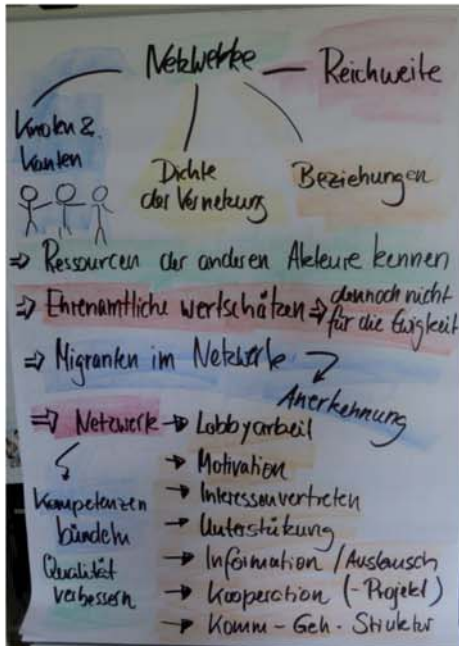 Netzwerke
Reichweite
Knoten &
Kanten
Dichte
der Vernetzung
Beziehungen
⇒ Ressourcen der anderen Akteure kennen
⇒ Ehrenamtliche wertschätzen ⇒ dennoch nicht
für die Ewigkeit
⇒ Migranten im Netzwerk
Anerkennung
⇒ Netzwerk → Lobbyarbeit
→ Motivation
→ Interessenvertreten
→ Unterstützung
→ Information / Austausch
→ Kooperation (-Projekt)
→ Komm-Geh-Struktur
Kompetenzen
bündeln
Qualität
verbessern